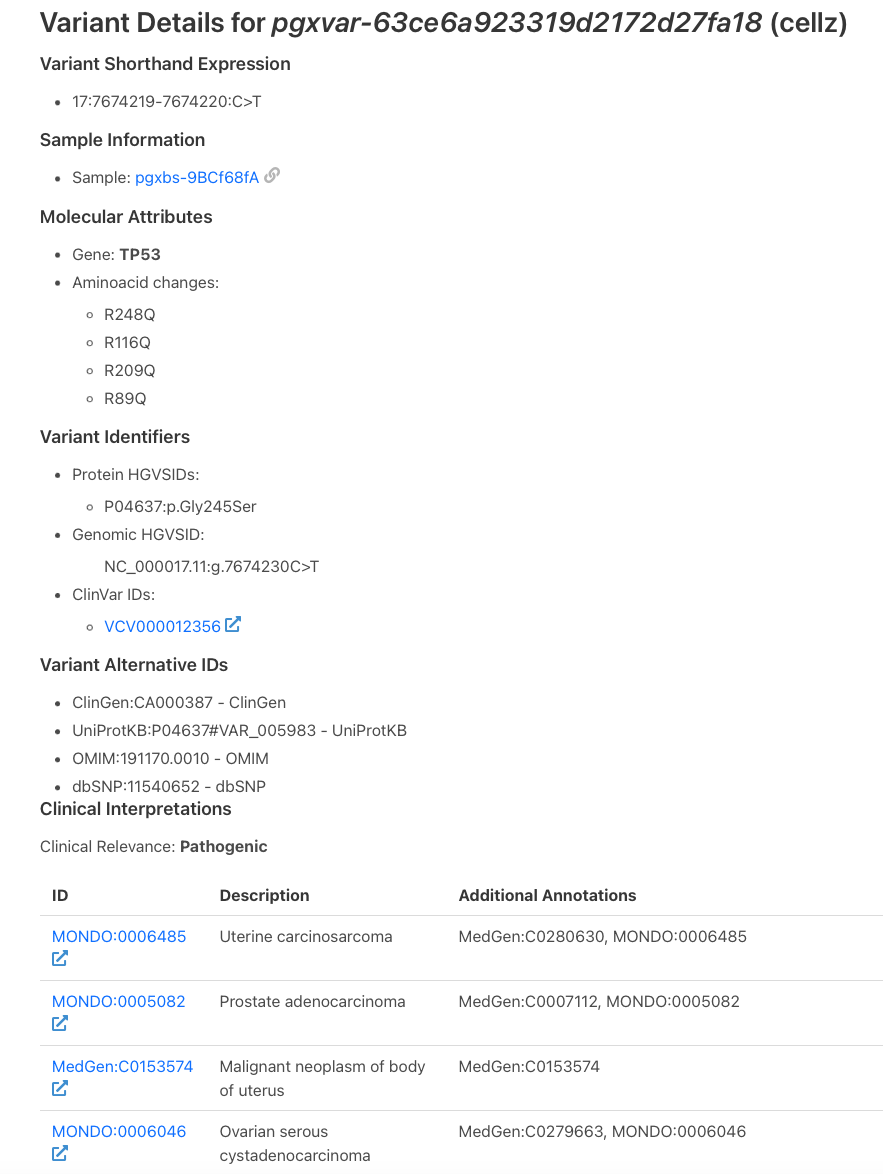 Variant Details for pgxvar-63ce6a923319d2172d27fa18 (cellz)
Variant Shorthand Expression
17:7674219-7674220:C>T
Sample Information
Sample: pgxbs-9BCf68fA
Molecular Attributes
Gene: TP53
Aminoacid changes:
R248Q
R116Q
R209Q
R89Q
Variant Identifiers
Protein HGVSIDs:
P04637:p.Gly245Ser
Genomic HGVSID:
NC_000017.11:g.7674230C>T
ClinVar IDs:
VCV000012356
Variant Alternative IDs
ClinGen:CA000387 - ClinGen
UniProtKB:P04637#VAR_005983 - UniProtKB
OMIM:191170.0010 - OMIM
dbSNP:11540652 - dbSNP
Clinical Interpretations
Clinical Relevance: Pathogenic
ID Description Additional Annotations
MONDO:0006485 Uterine carcinosarcoma MedGen:C0280630, MONDO:0006485
MONDO:0005082 Prostate adenocarcinoma MedGen:C0007112, MONDO:0005082
MedGen:C0153574 Malignant neoplasm of body MedGen:C0153574
of uterus
MONDO:0006046 Ovarian serous MedGen:C0279663, MONDO:0006046
cystadenocarcinoma